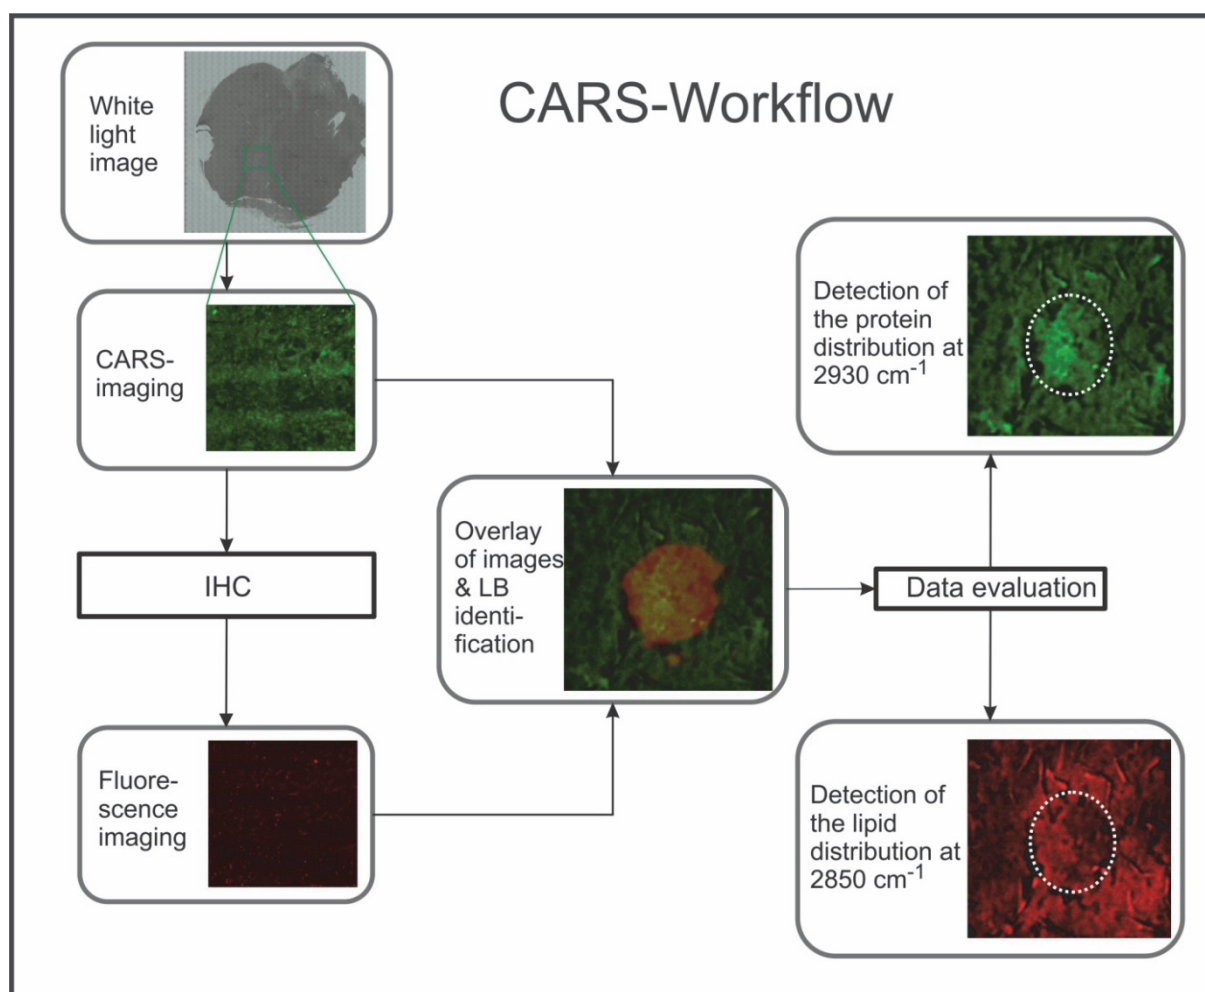 CARS-Workflow
White
light
image
CARS-
imaging
IHC
Fluore-
scence
imaging
Overlay
of images
& LB
identi-
fication
Data evaluation
Detection of
the protein
distribution at
2930 cm⁻¹
Detection of
the lipid
distribution at
2850 cm⁻¹